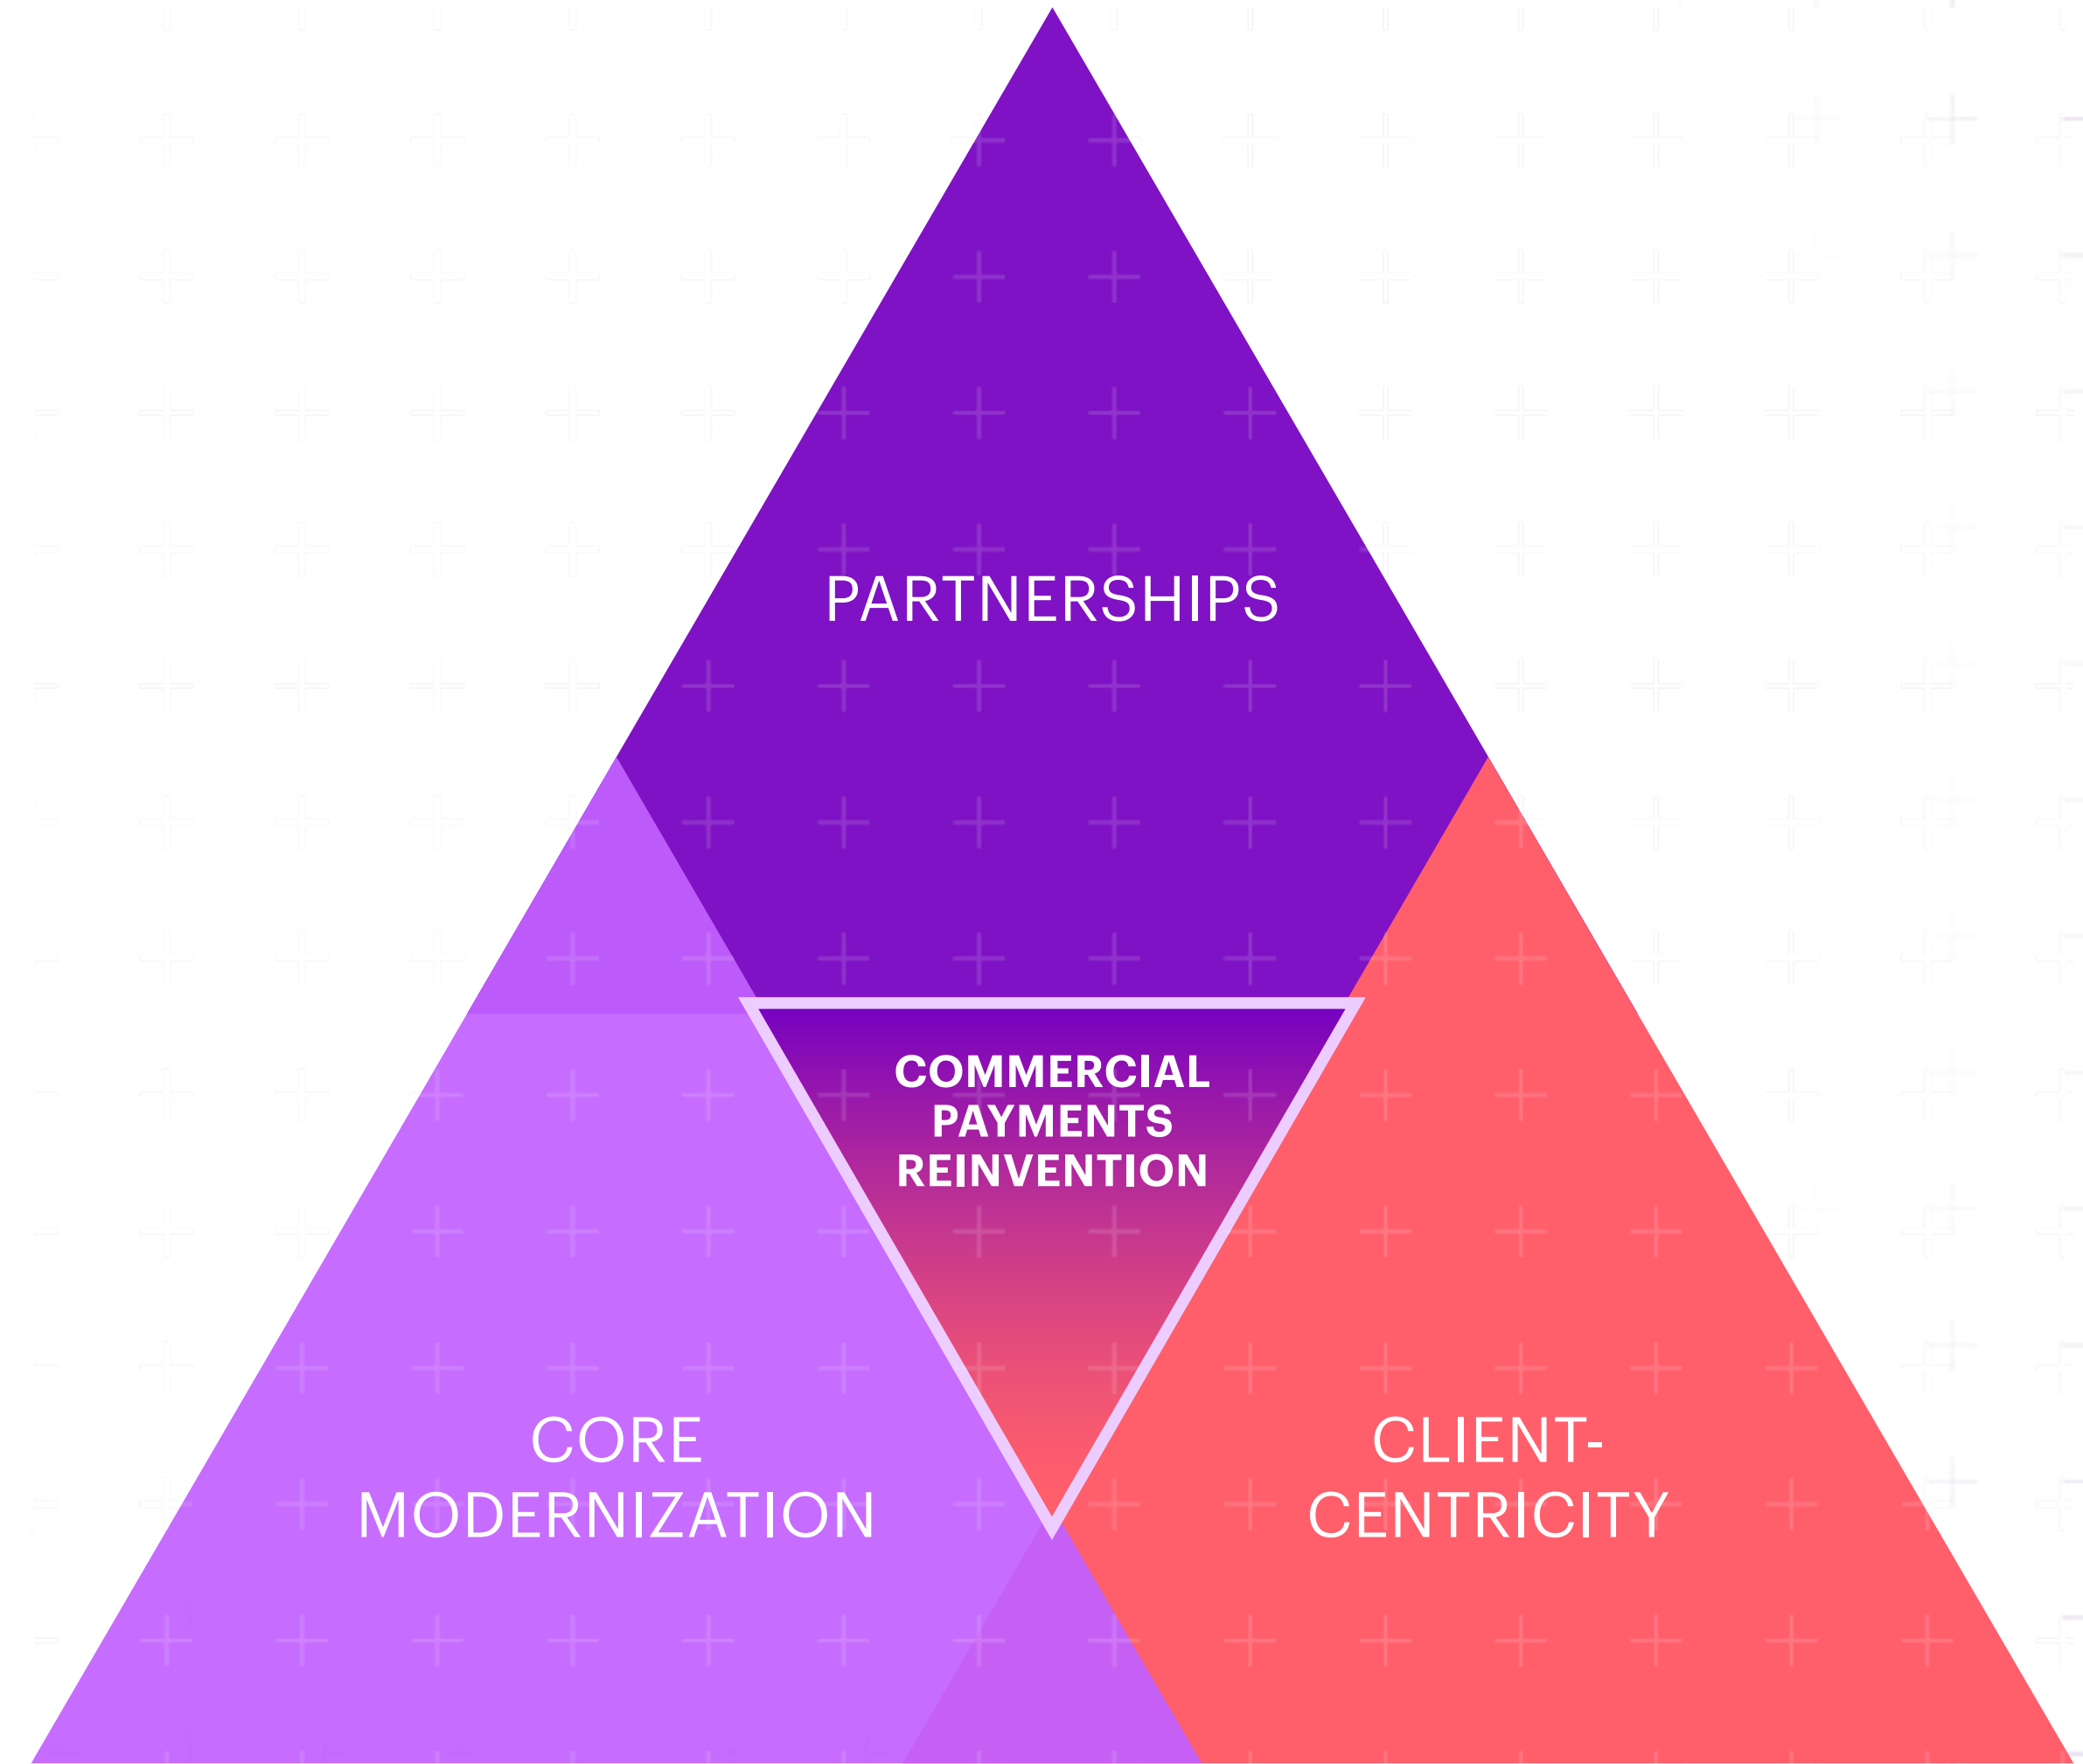 PARTNERSHIPS
COMMERCIAL
PAYMENTS
REINVENTION
CORE
MODERNIZATION
CLIENT-
CENTRICITY